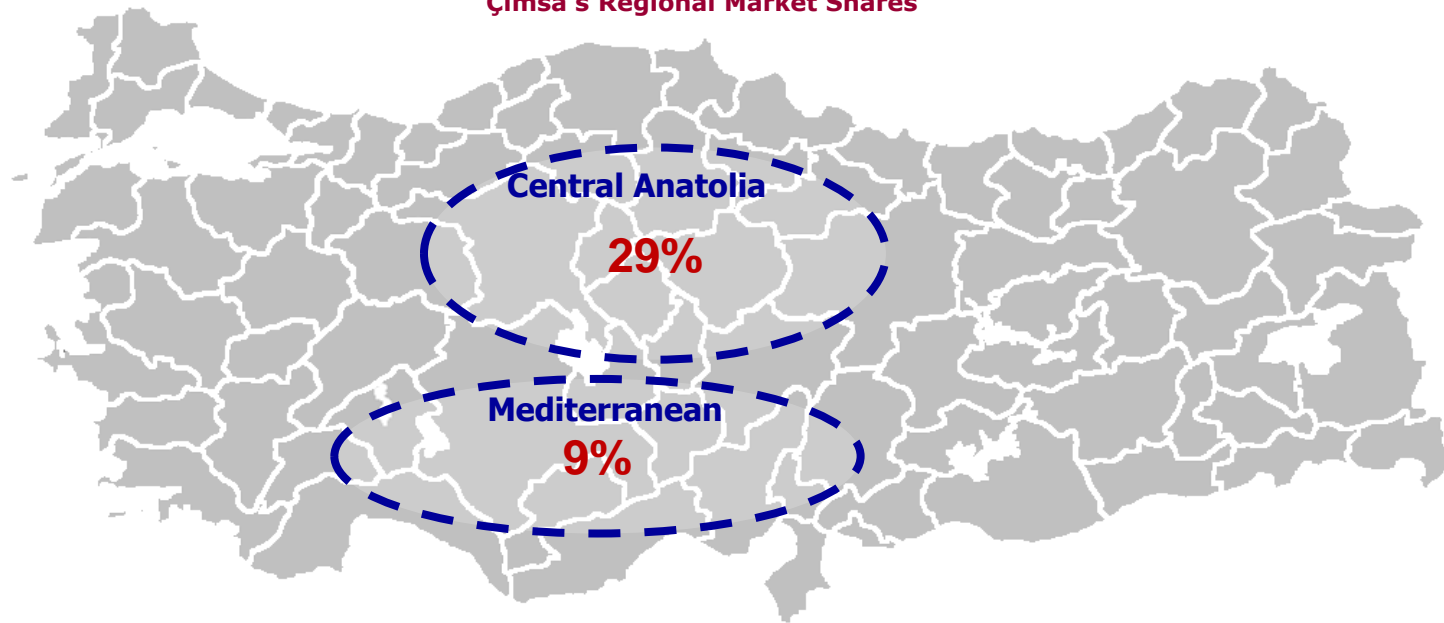 Çimsa's Regional Market Shares
Central Anatolia
29%
Mediterranean
9%